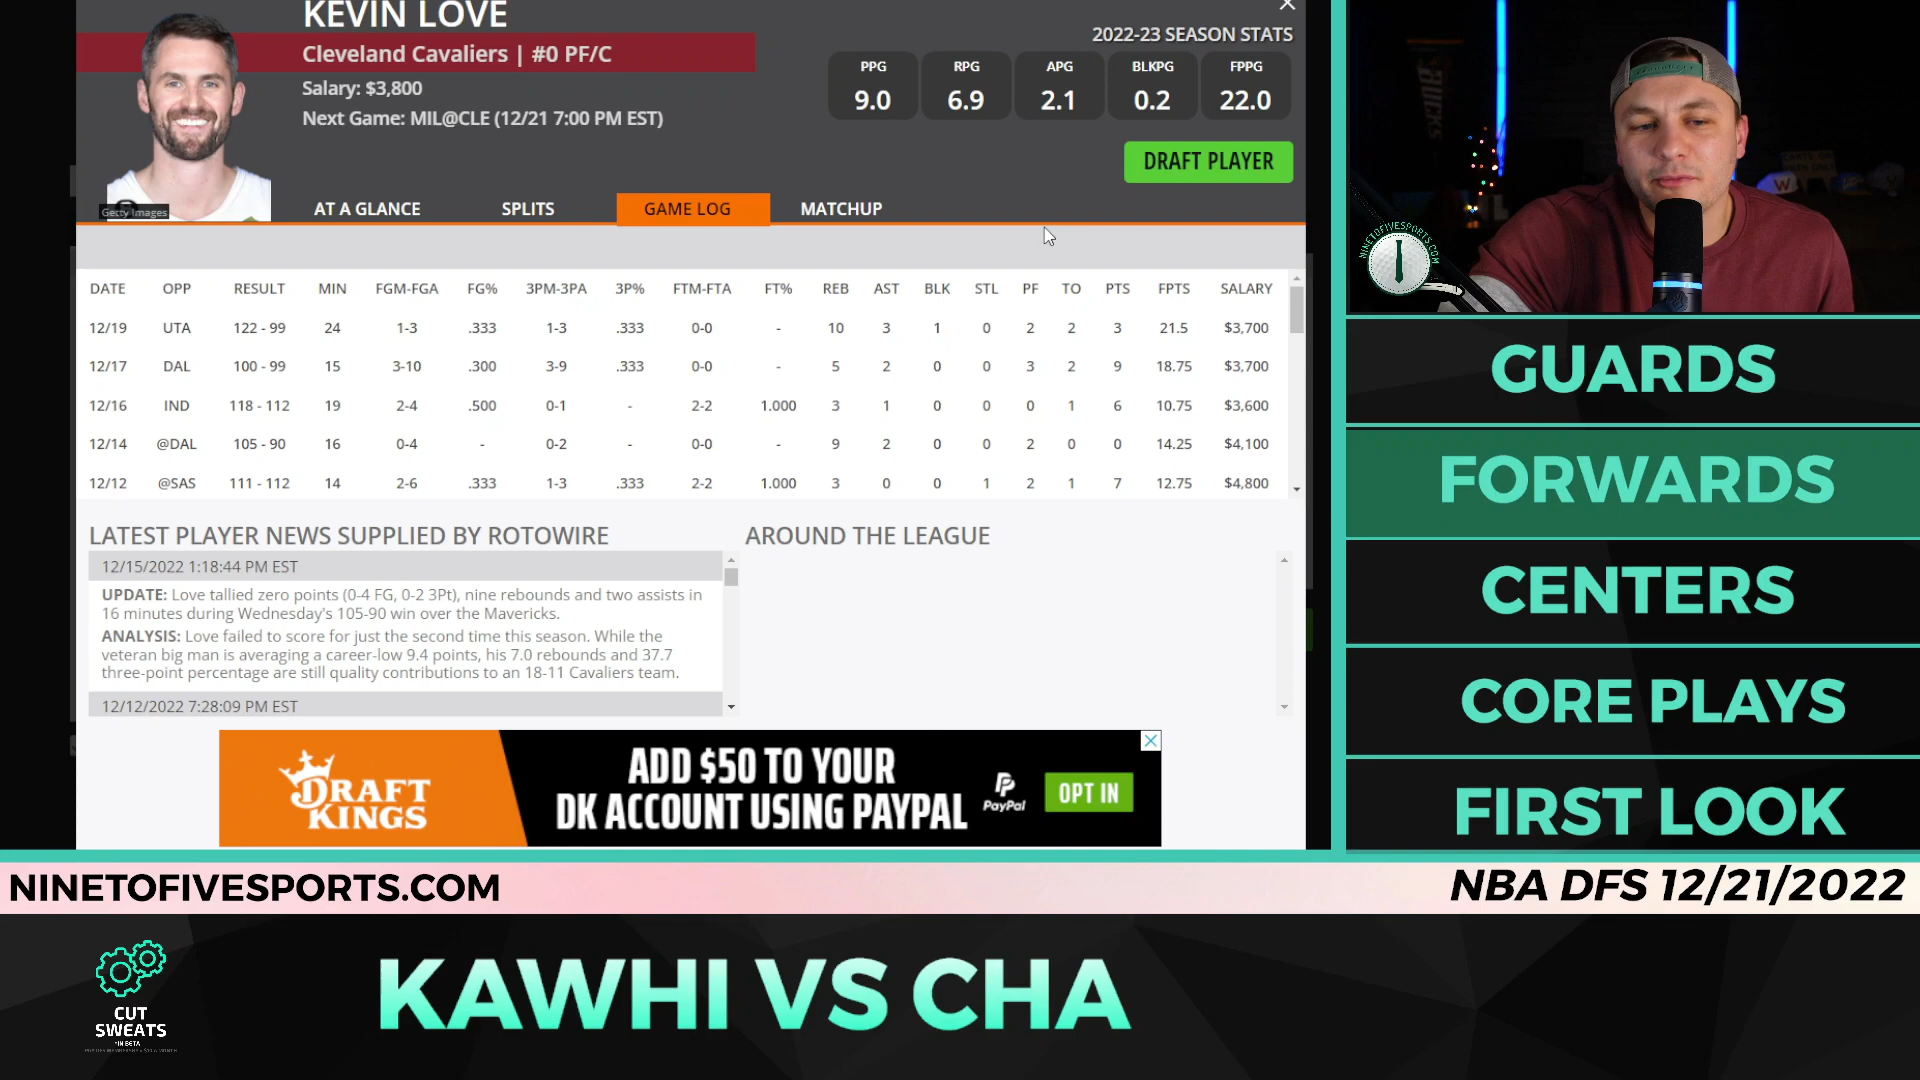 KEVIN LOVE
Cleveland Cavaliers | #0 PF/C
Salary: $3,800
Next Game: MIL@CLE (12/21 7:00 PM EST)
Getty Images
2022-23 SEASON STATS
PPG RPG APG BLKPG FPPG
9.0 6.9 2.1 0.2 22.0
DRAFT PLAYER
AT A GLANCE SPLITS GAME LOG MATCHUP
DATE OPP RESULT MIN FGM-FGA FG% 3PM-3PA 3P% FTM-FTA FT% REB AST BLK STL PF TO PTS FPTS SALARY
12/19 UTA 122 - 99 24 1-3 .333 1-3 .333 0-0 - 10 3 1 0 2 2 3 21.5 $3,700
12/17 DAL 100 - 99 15 3-10 .300 3-9 .333 0-0 - 5 2 0 0 3 2 9 18.75 $3,700
12/16 IND 118 - 112 19 2-4 .500 0-1 - 2-2 1.000 3 1 0 0 0 1 6 10.75 $3,600
12/14 @DAL 105 - 90 16 0-4 - 0-2 - 0-0 - 9 2 0 0 2 0 0 14.25 $4,100
12/12 @SAS 111 - 112 14 2-6 .333 1-3 .333 2-2 1.000 3 0 0 1 2 1 7 12.75 $4,800
LATEST PLAYER NEWS SUPPLIED BY ROTOWIRE
12/15/2022 1:18:44 PM EST
UPDATE: Love tallied zero points (0-4 FG, 0-2 3Pt), nine rebounds and two assists in
16 minutes during Wednesday's 105-90 win over the Mavericks.
ANALYSIS: Love failed to score for just the second time this season. While the
veteran big man is averaging a career-low 9.4 points, his 7.0 rebounds and 37.7
three-point percentage are still quality contributions to an 18-11 Cavaliers team.
12/12/2022 7:28:09 PM EST
AROUND THE LEAGUE
DRAFT
KINGS
ADD $50 TO YOUR
DK ACCOUNT USING PAYPAL
PayPal
OPT IN
NINETOFIVESPORTS.COM
GUARDS
FORWARDS
CENTERS
CORE PLAYS
FIRST LOOK
NINETOFIVESPORTS.COM
NBA DFS 12/21/2022
CUT
SWEATS
*IN BETA
KAWHI VS CHA